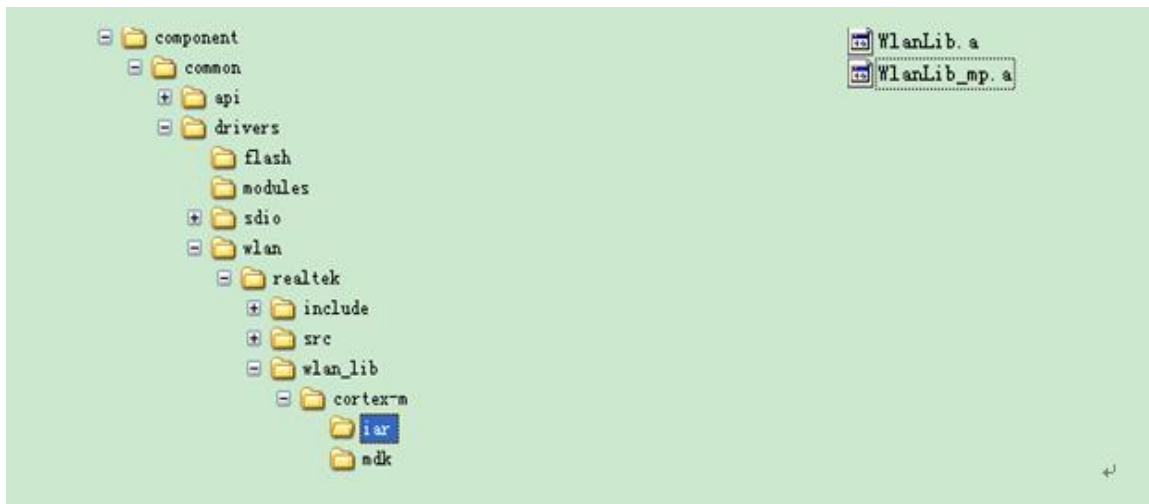 component
common
api
drivers
flash
modules
sdio
wlan
realtek
include
src
wlan_lib
cortex-m
iar
mdk
WlanLib.a
WlanLib_mp.a